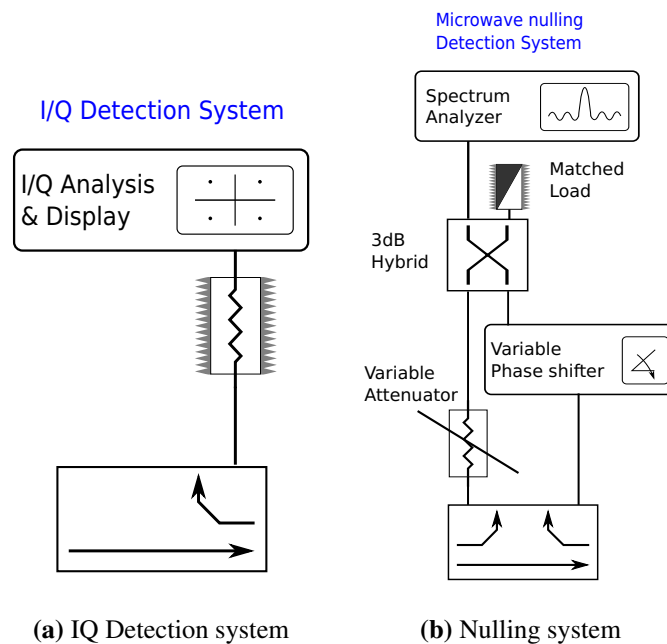 I/Q Detection System
I/Q Analysis
& Display
(a) IQ Detection system
Microwave nulling
Detection System
Spectrum
Analyzer
Matched
Load
3dB
Hybrid
Variable
Phase shifter
Variable
Attenuator
(b) Nulling system